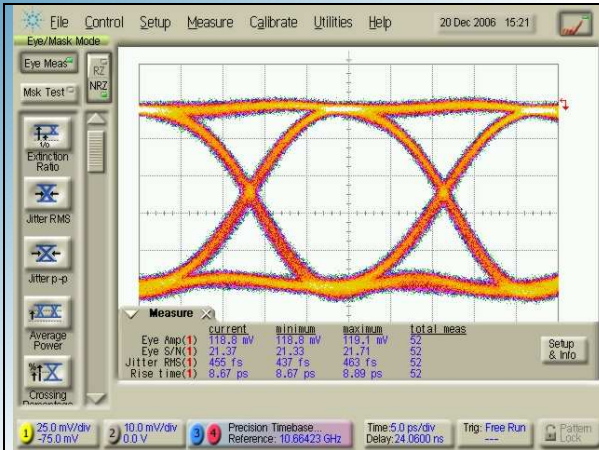 File Control Setup Measure Calibrate Utilities Help 20 Dec 2006 15:21
Eye/Mask Mode
Eye Meas
RZ
NRZ
Msk Test
Extinction
Ratio
Jitter RMS
Jitter p-p
Average
Power
Crossing
Measure
current minimum maximum total meas
Eye Amp(1) 118.8 mV 118.8 mV 119.1 mV 52
Eye S/N(1) 21.37 21.33 21.71 52
Jitter RMS(1) 455 fs 437 fs 463 fs 52
Rise time(1) 8.67 ps 8.67 ps 8.89 ps 52
Setup
& Info
1 25.0 mV/div
-75.0 mV
2 10.0 mV/div
0.0 V
3 4 Precision Timebase...
Reference: 10.66423 GHz
Time:5.0 ps/div
Delay:24.0600 ns
Trig: Free Run
---
Pattern
Lock